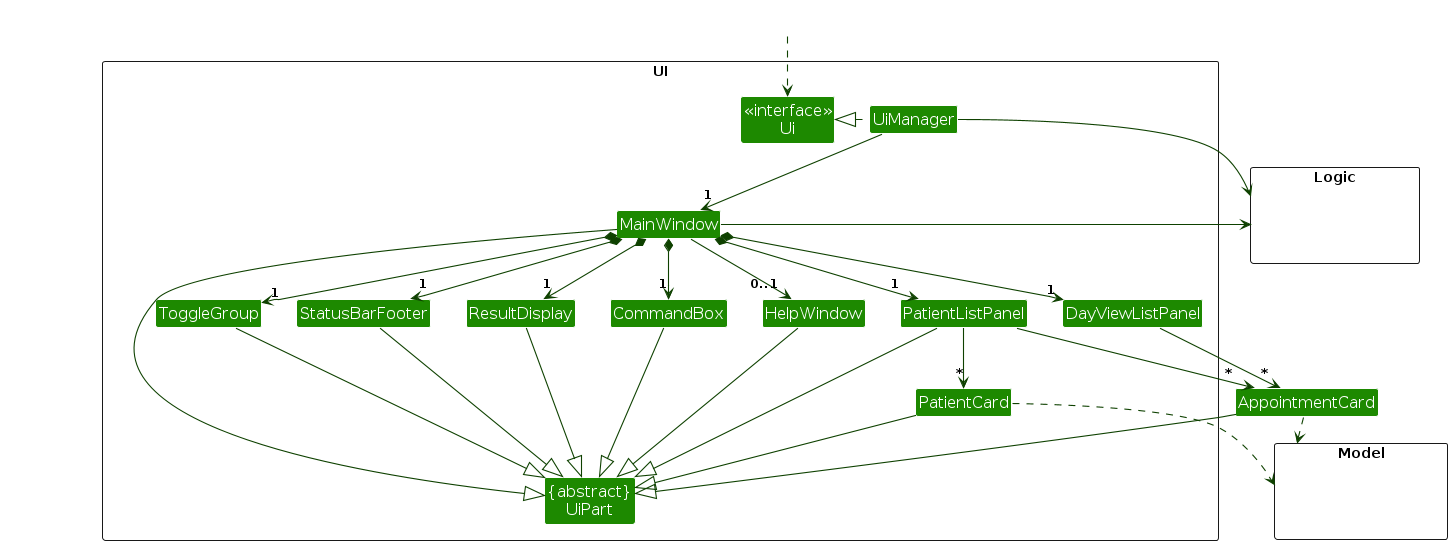 UI
«interface»
Ui
UiManager
Logic
1
MainWindow
1
1
1
1
0..1
1
1
ToggleGroup
StatusBarFooter
ResultDisplay
CommandBox
HelpWindow
PatientListPanel
DayViewListPanel
*
*
*
PatientCard
AppointmentCard
Model
{abstract}
UiPart